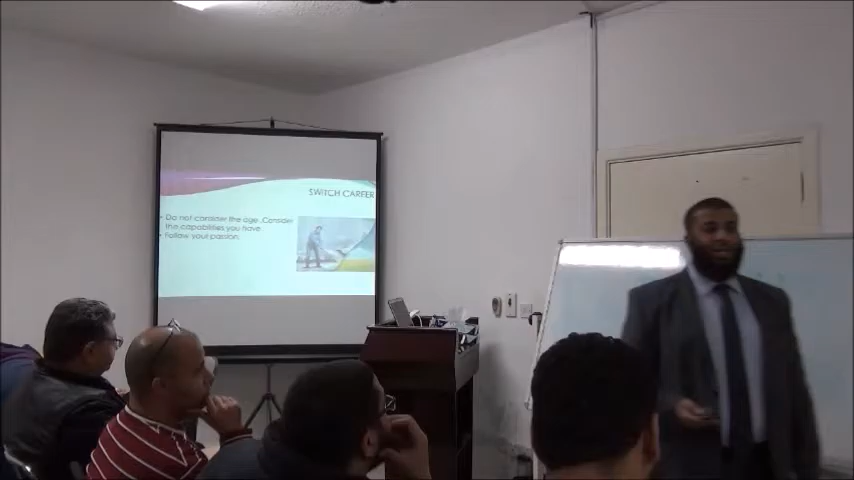 SWITCH CAREER
• Do not consider the age ,Consider
the capabilities you have
• Follow your passion.